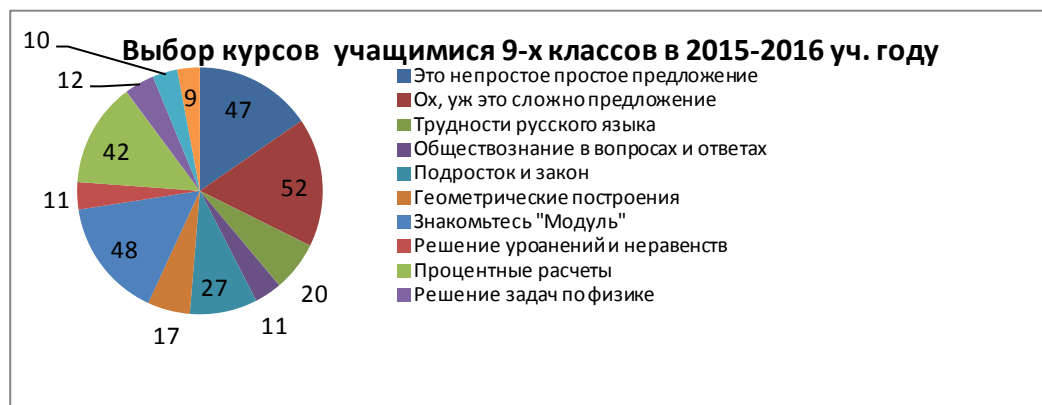 Выбор курсов учащимися 9-х классов в 2015-2016 уч. году
10
12
9
47
42
52
11
48
27
20
17
11
Это непростое простое предложение
Ох, уж это сложно предложение
Трудности русского языка
Обществознание в вопросах и ответах
Подросток и закон
Геометрические построения
Знакомьтесь "Модуль"
Решение уроанений и неравенств
Процентные расчеты
Решение задач по физике